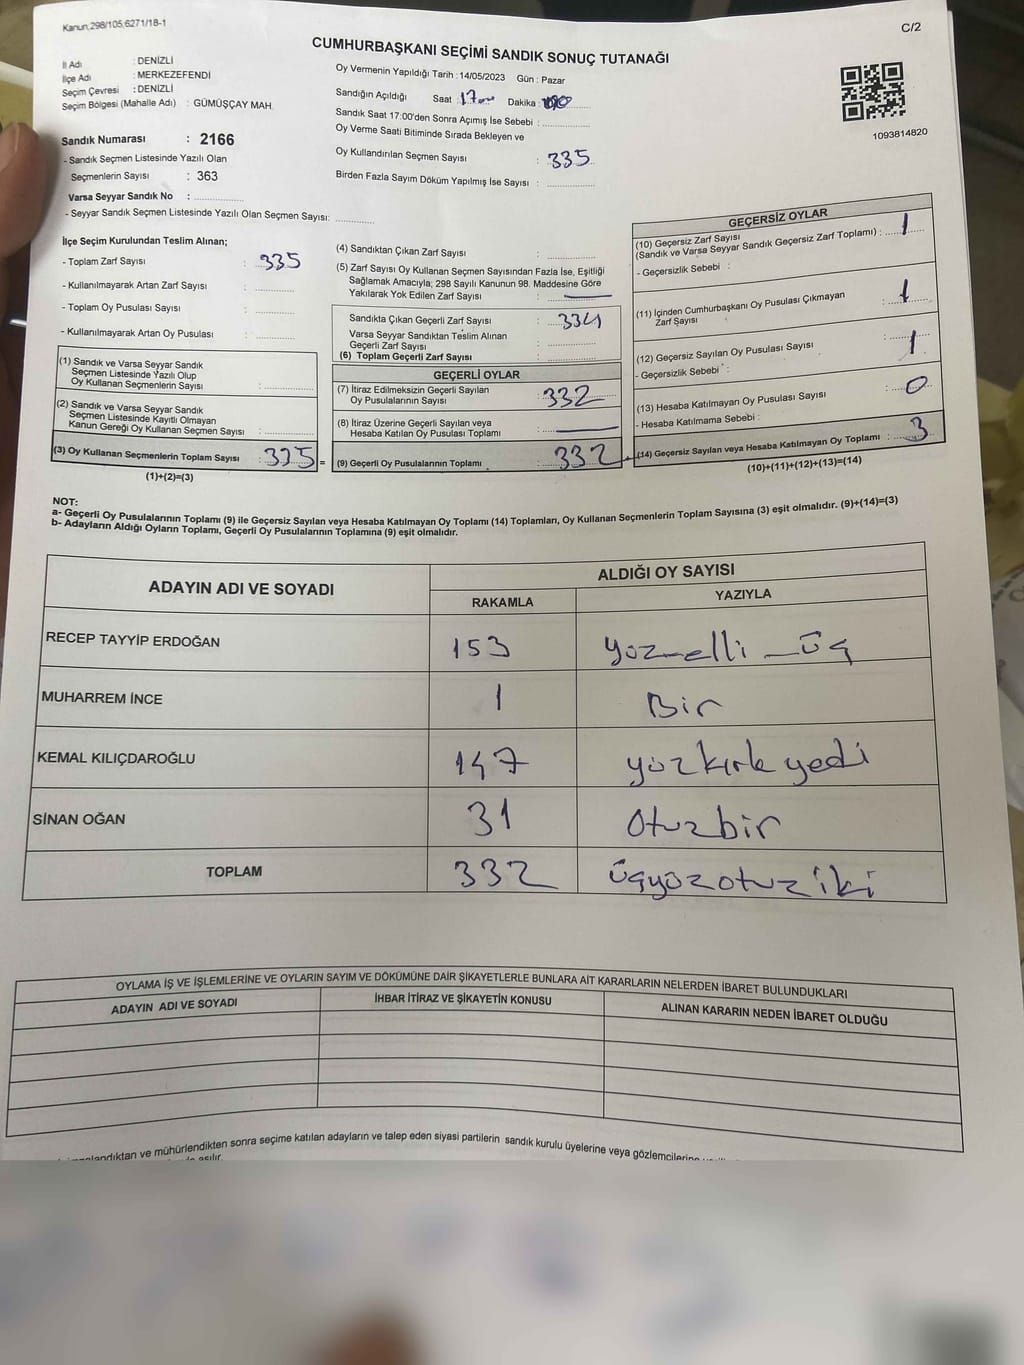 Kanun;298/105;6271/18-1
C/2
CUMHURBAŞKANI SEÇİMİ SANDIK SONUÇ TUTANAĞI
İl Adı : DENİZLİ
İlçe Adı : MERKEZEFENDİ
Seçim Çevresi : DENİZLİ
Seçim Bölgesi (Mahalle Adı) : GÜMÜŞÇAY MAH.
Sandık Numarası : 2166
- Sandık Seçmen Listesinde Yazılı Olan
Seçmenlerin Sayısı : 363
Varsa Seyyar Sandık No :
- Seyyar Sandık Seçmen Listesinde Yazılı Olan Seçmen Sayısı:
Oy Vermenin Yapıldığı Tarih : 14/05/2023 Gün : Pazar
Sandığın Açıldığı Saat : 17 Dakika :
Sandık Saat 17:00'den Sonra Açımış İse Sebebi :
Oy Verme Saati Bitiminde Sırada Bekleyen ve
Oy Kullandırılan Seçmen Sayısı : 335
Birden Fazla Sayım Döküm Yapılmış İse Sayısı :
1093814820
İlçe Seçim Kurulundan Teslim Alınan;
- Toplam Zarf Sayısı : 335
- Kullanılmayarak Artan Zarf Sayısı :
- Toplam Oy Pusulası Sayısı :
- Kullanılmayarak Artan Oy Pusulası :
(1) Sandık ve Varsa Seyyar Sandık
Seçmen Listesinde Yazılı Olup
Oy Kullanan Seçmenlerin Sayısı :
(2) Sandık ve Varsa Seyyar Sandık
Seçmen Listesinde Kayıtlı Olmayan
Kanun Gereği Oy Kullanan Seçmen Sayısı :
(3) Oy Kullanan Seçmenlerin Toplam Sayısı : 335 =
(1)+(2)=(3)
(4) Sandıktan Çıkan Zarf Sayısı :
(5) Zarf Sayısı Oy Kullanan Seçmen Sayısından Fazla İse, Eşitliği
Sağlamak Amacıyla; 298 Sayılı Kanunun 98. Maddesine Göre
Yakılarak Yok Edilen Zarf Sayısı :
Sandıkta Çıkan Geçerli Zarf Sayısı : 334
Varsa Seyyar Sandıktan Teslim Alınan
Geçerli Zarf Sayısı :
(6) Toplam Geçerli Zarf Sayısı :
GEÇERLİ OYLAR
(7) İtiraz Edilmeksizin Geçerli Sayılan
Oy Pusulalarının Sayısı : 332
(8) İtiraz Üzerine Geçerli Sayılan veya
Hesaba Katılan Oy Pusulası Toplamı :
(9) Geçerli Oy Pusulalarının Toplamı : 332
GEÇERSİZ OYLAR
(10) Geçersiz Zarf Sayısı
(Sandık ve Varsa Seyyar Sandık Geçersiz Zarf Toplamı) : 1
- Geçersizlik Sebebi :
(11) İçinden Cumhurbaşkanı Oy Pusulası Çıkmayan
Zarf Sayısı : 1
(12) Geçersiz Sayılan Oy Pusulası Sayısı : 1
- Geçersizlik Sebebi :
(13) Hesaba Katılmayan Oy Pusulası Sayısı : 0
- Hesaba Katılmama Sebebi :
(14) Geçersiz Sayılan veya Hesaba Katılmayan Oy Toplamı : 3
(10)+(11)+(12)+(13)=(14)
NOT:
a- Geçerli Oy Pusulalarının Toplamı (9) ile Geçersiz Sayılan veya Hesaba Katılmayan Oy Toplamı (14) Toplamları, Oy Kullanan Seçmenlerin Toplam Sayısına (3) eşit olmalıdır. (9)+(14)=(3)
b- Adayların Aldığı Oyların Toplamı, Geçerli Oy Pusulalarının Toplamına (9) eşit olmalıdır.
ADAYIN ADI VE SOYADI
ALDIĞI OY SAYISI
RAKAMLA YAZIYLA
RECEP TAYYİP ERDOĞAN 153 yüz-elli-üç
MUHARREM İNCE 1 Bir
KEMAL KILIÇDAROĞLU 147 yüzkırkyedi
SİNAN OĞAN 31 Otuzbir
TOPLAM 332 üçyüzotuziki
OYLAMA İŞ VE İŞLEMLERİNE VE OYLARIN SAYIM VE DÖKÜMÜNE DAİR ŞİKAYETLERLE BUNLARA AİT KARARLARIN NELERDEN İBARET BULUNDUKLARI
ADAYIN ADI VE SOYADI İHBAR İTİRAZ VE ŞİKAYETİN KONUSU ALINAN KARARIN NEDEN İBARET OLDUĞU
ve mühürlendikten sonra seçime katılan adayların ve talep eden siyasi partilerin sandık kurulu üyelerine veya gözlemcilerine